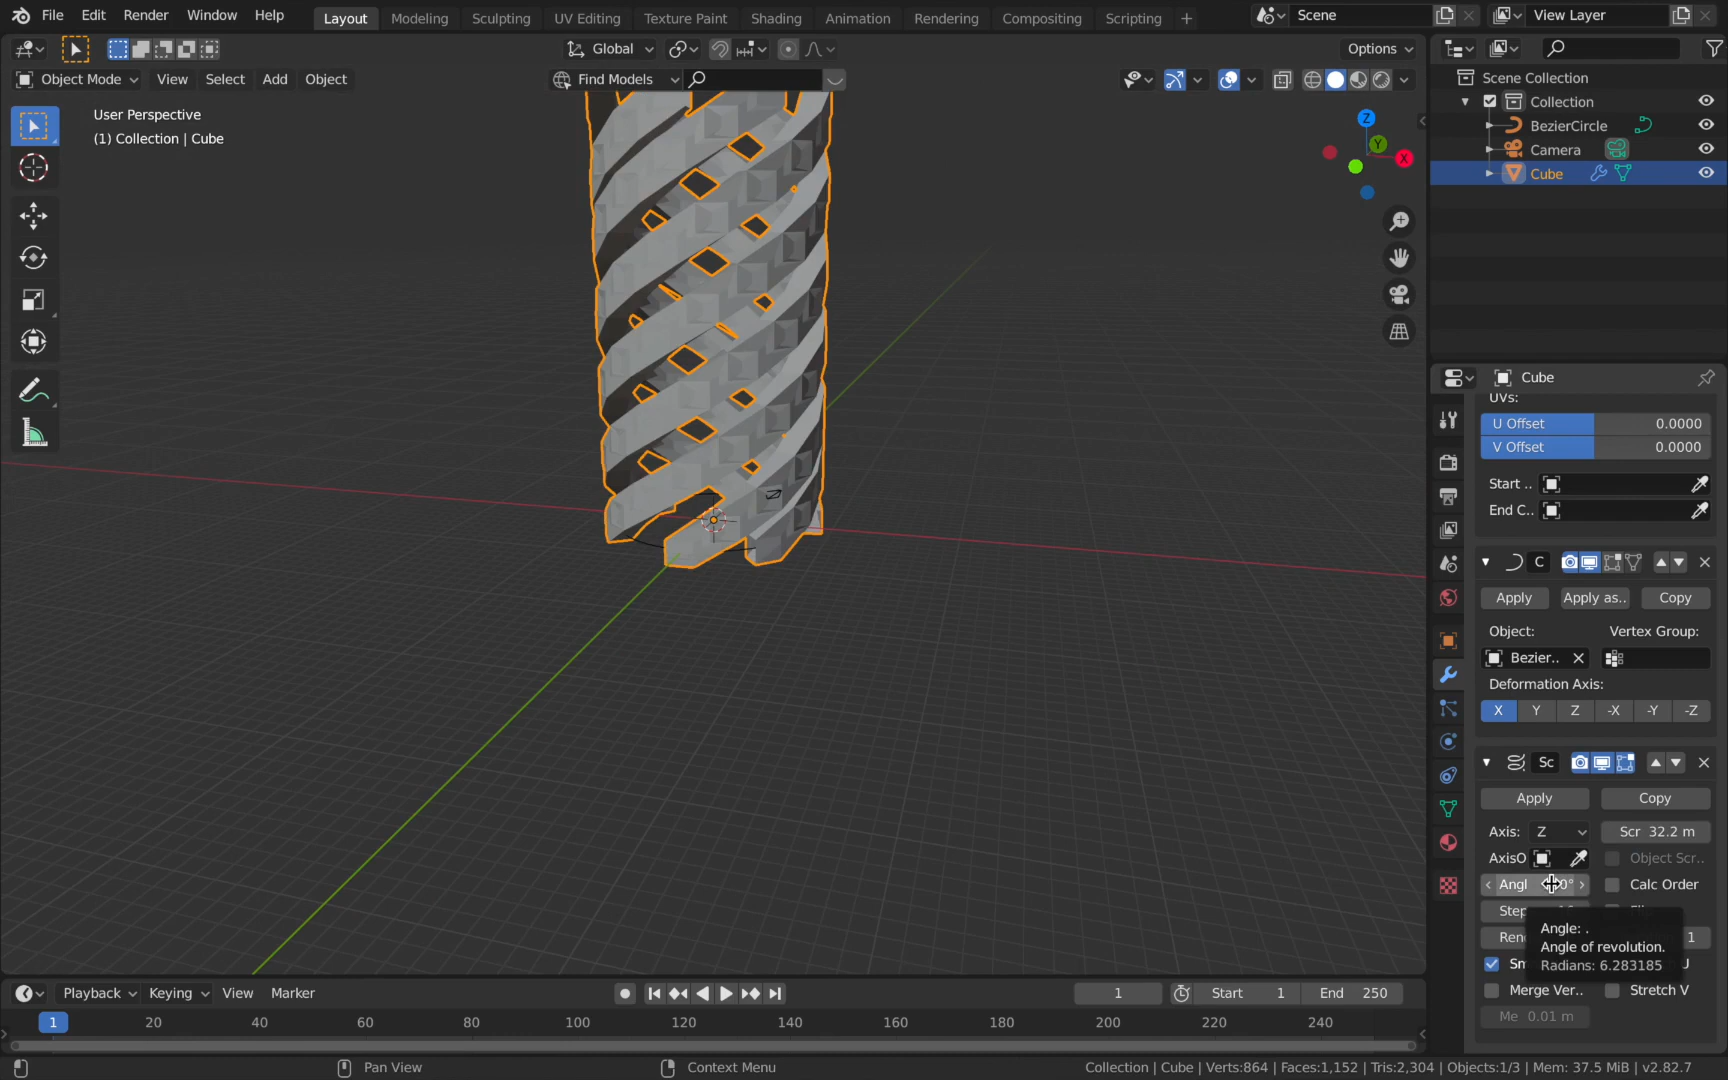 File Edit Render Window Help Layout Modeling Sculpting UV Editing Texture Paint Shading Animation Rendering Compositing Scripting + Scene View Layer
Global Options
Object Mode View Select Add Object Find Models
User Perspective
(1) Collection | Cube
Z
Y
X
Scene Collection
Collection
BezierCircle
Camera
Cube
Cube
UVs:
U Offset 0.0000
V Offset 0.0000
Start ..
End C..
C
Apply Apply as.. Copy
Object: Vertex Group:
Bezier..
Deformation Axis:
X Y Z -X -Y -Z
Sc
Apply Copy
Axis: Z Scr 32.2 m
AxisO Object Scr..
Angl 0° Calc Order
Step
Ren 1
Angle: .
Angle of revolution.
Radians: 6.283185
Sm U
Merge Ver.. Stretch V
Me 0.01 m
Playback Keying View Marker 1 Start 1 End 250
1 20 40 60 80 100 120 140 160 180 200 220 240
Pan View Context Menu Collection | Cube | Verts:864 | Faces:1,152 | Tris:2,304 | Objects:1/3 | Mem: 37.5 MiB | v2.82.7